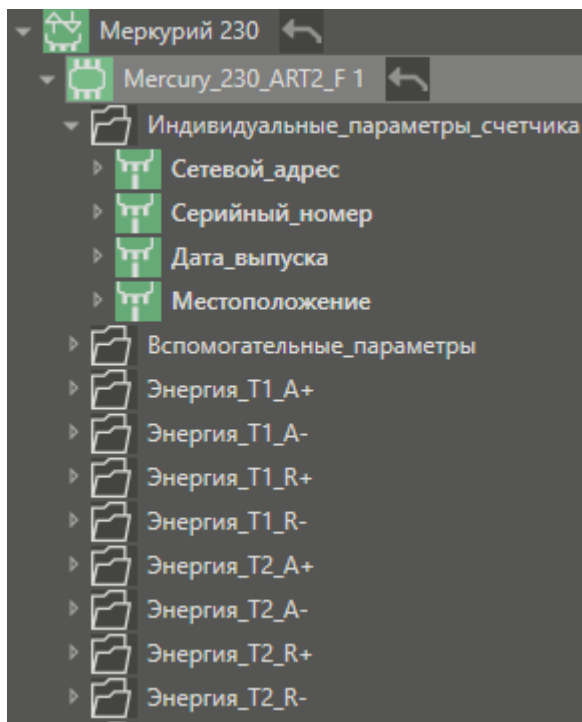 Меркурий 230
Mercury_230_ART2_F 1
Индивидуальные_параметры_счетчика
Сетевой_адрес
Серийный_номер
Дата_выпуска
Местоположение
Вспомогательные_параметры
Энергия_Т1_А+
Энергия_Т1_А-
Энергия_Т1_R+
Энергия_Т1_R-
Энергия_Т2_А+
Энергия_Т2_А-
Энергия_Т2_R+
Энергия_Т2_R-